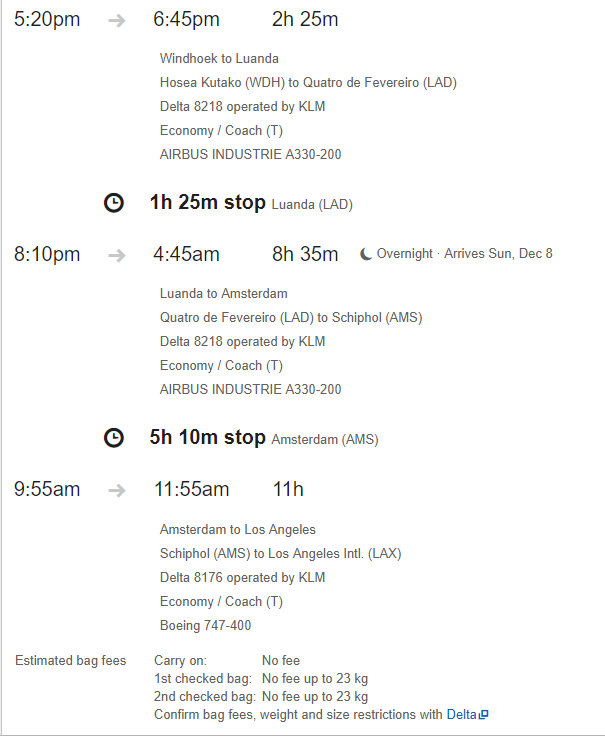 5:20pm → 6:45pm 2h 25m
Windhoek to Luanda
Hosea Kutako (WDH) to Quatro de Fevereiro (LAD)
Delta 8218 operated by KLM
Economy / Coach (T)
AIRBUS INDUSTRIE A330-200
1h 25m stop Luanda (LAD)
8:10pm → 4:45am 8h 35m Overnight · Arrives Sun, Dec 8
Luanda to Amsterdam
Quatro de Fevereiro (LAD) to Schiphol (AMS)
Delta 8218 operated by KLM
Economy / Coach (T)
AIRBUS INDUSTRIE A330-200
5h 10m stop Amsterdam (AMS)
9:55am → 11:55am 11h
Amsterdam to Los Angeles
Schiphol (AMS) to Los Angeles Intl. (LAX)
Delta 8176 operated by KLM
Economy / Coach (T)
Boeing 747-400
Estimated bag fees Carry on: No fee
1st checked bag: No fee up to 23 kg
2nd checked bag: No fee up to 23 kg
Confirm bag fees, weight and size restrictions with Delta